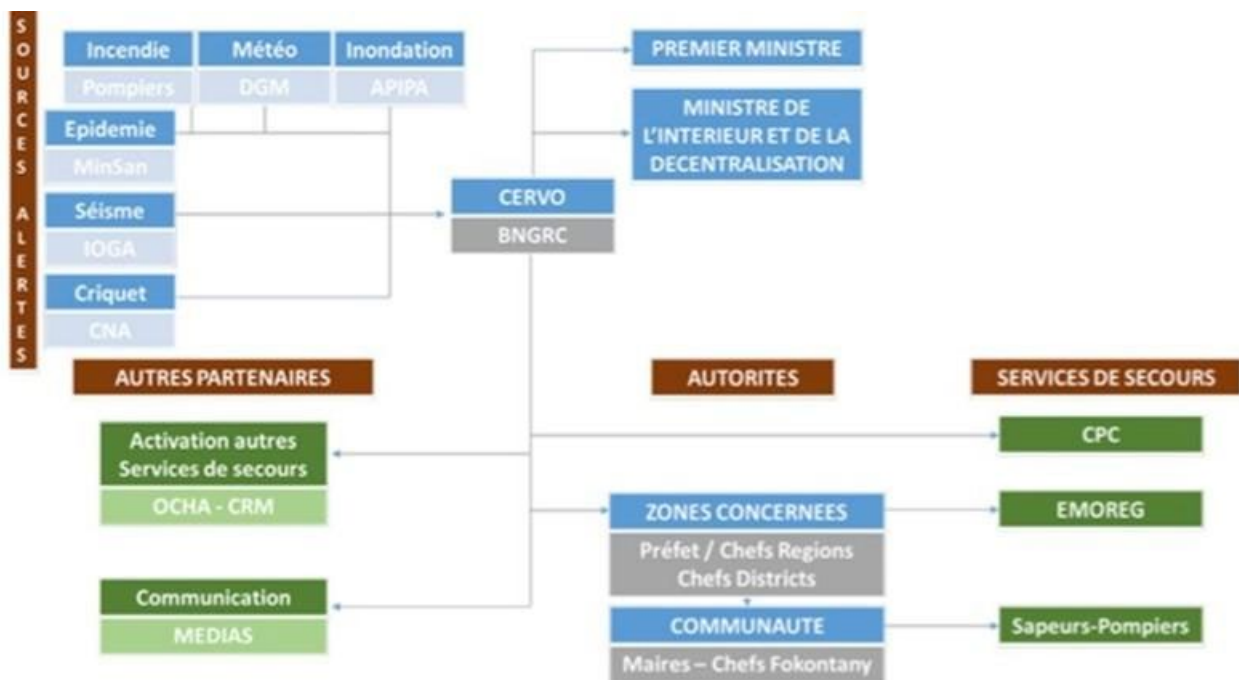 SOURCES ALERTES
Incendie
Pompiers
Météo
DGM
Inondation
APIPA
Epidemie
MinSan
Séisme
IOGA
Criquet
CNA
CERVO
BNGRC
PREMIER MINISTRE
MINISTRE DE
L'INTERIEUR ET DE LA
DECENTRALISATION
AUTRES PARTENAIRES
AUTORITES
SERVICES DE SECOURS
Activation autres
Services de secours
OCHA - CRM
Communication
MEDIAS
ZONES CONCERNEES
Préfet / Chefs Regions
Chefs Districts
COMMUNAUTE
Maires – Chefs Fokontany
CPC
EMOREG
Sapeurs-Pompiers